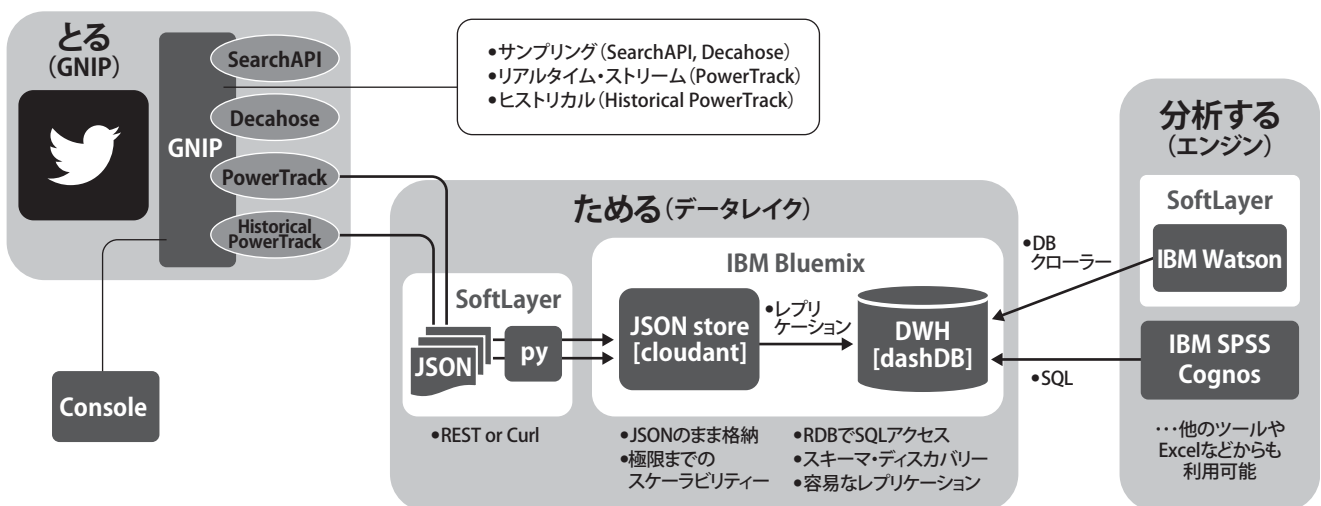 とる
(GNIP)
GNIP
SearchAPI
Decahose
PowerTrack
Historical
PowerTrack
Console
•サンプリング(SearchAPI, Decahose)
•リアルタイム・ストリーム(PowerTrack)
•ヒストリカル(Historical PowerTrack)
ためる(データレイク)
SoftLayer
JSON
py
•REST or Curl
IBM Bluemix
JSON store
[cloudant]
•レプリ
ケーション
DWH
[dashDB]
•JSONのまま格納
•極限までの
スケーラビリティー
•RDBでSQLアクセス
•スキーマ・ディスカバリー
•容易なレプリケーション
•DB
クローラー
•SQL
分析する
(エンジン)
SoftLayer
IBM Watson
IBM SPSS
Cognos
…他のツールや
Excelなどからも
利用可能